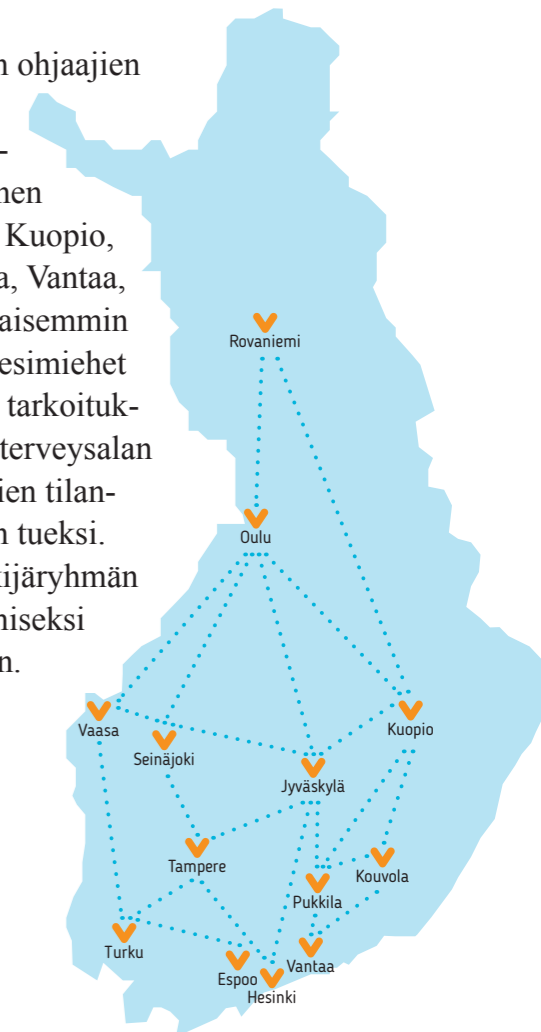 n ohjaajien
-
nen
Kuopio,
a, Vantaa,
aisemmin
esimiehet
tarkoituk-
terveysalan
ien tilan-
n tueksi.
kijäryhmän
niseksi
n.
Rovaniemi
Oulu
Vaasa
Seinäjoki
Kuopio
Jyväskylä
Tampere
Kouvola
Pukkila
Turku
Vantaa
Espoo
Hesinki